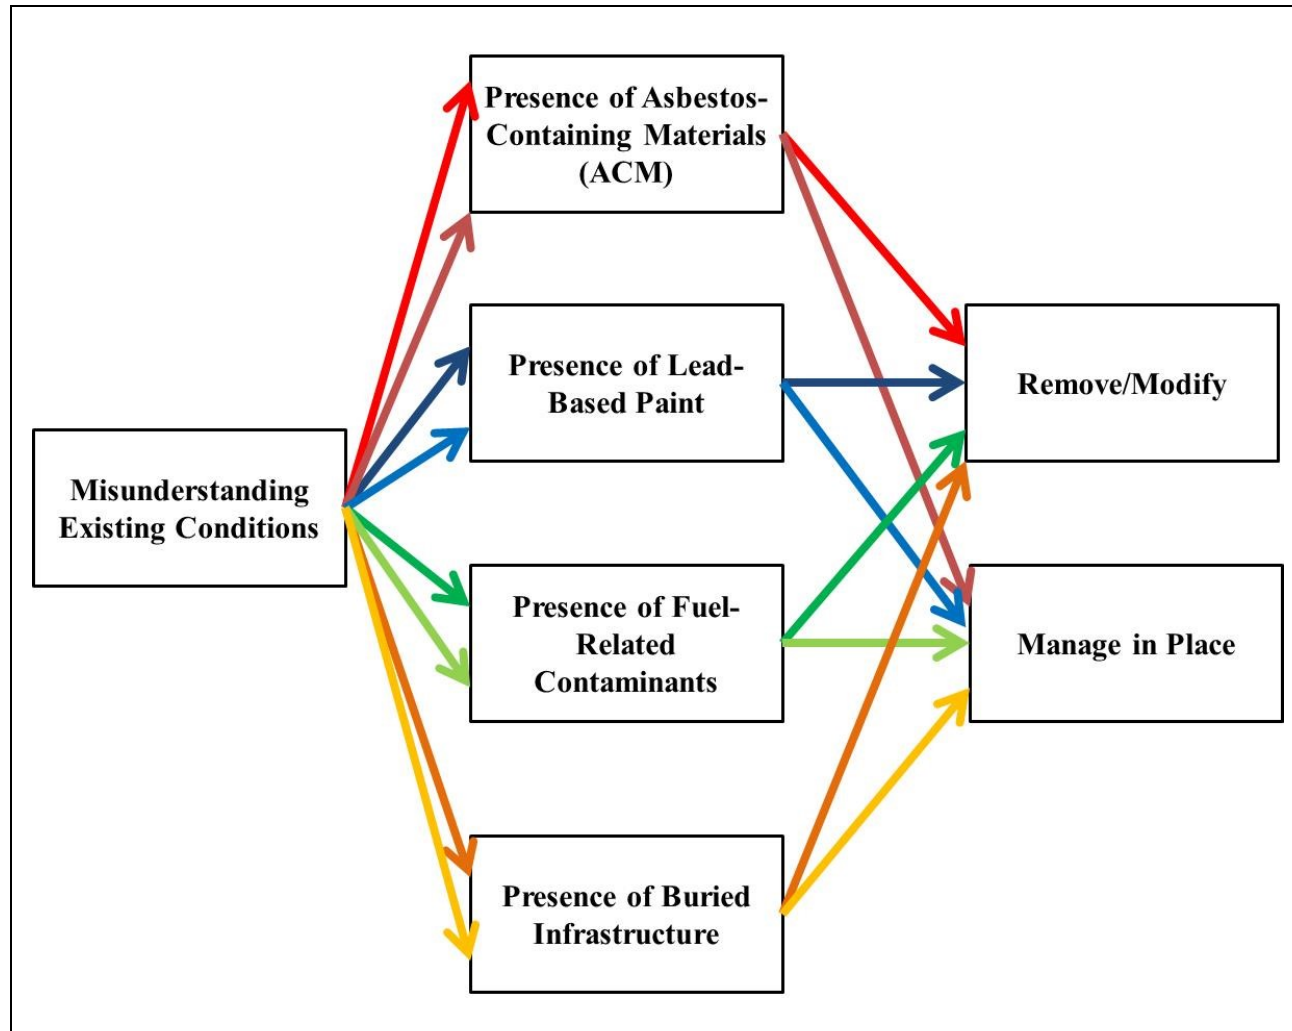 Presence of Asbestos-
Containing Materials
(ACM)
Presence of Lead-
Based Paint
Remove/Modify
Misunderstanding
Existing Conditions
Presence of Fuel-
Related
Contaminants
Manage in Place
Presence of Buried
Infrastructure